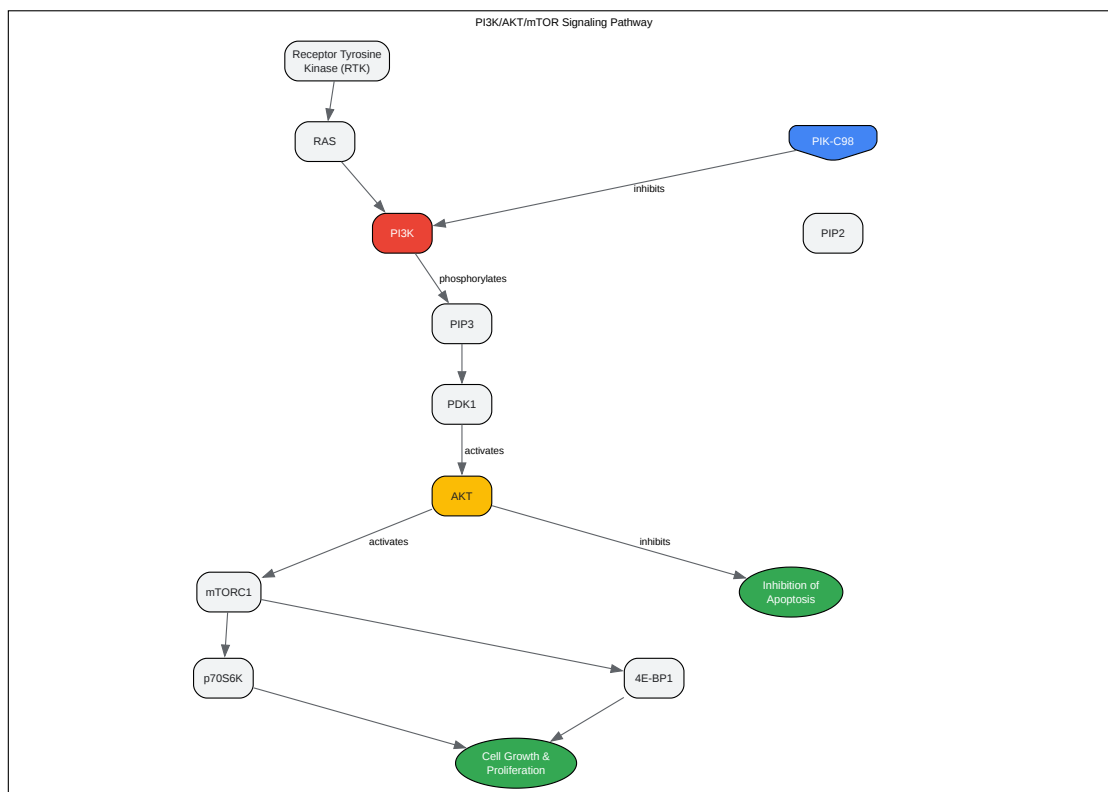 PI3K/AKT/mTOR Signaling Pathway
Receptor Tyrosine
Kinase (RTK)
RAS
PIK-C98
inhibits
PI3K
PIP2
phosphorylates
PIP3
PDK1
activates
AKT
activates
inhibits
mTORC1
Inhibition of
Apoptosis
p70S6K
4E-BP1
Cell Growth &
Proliferation